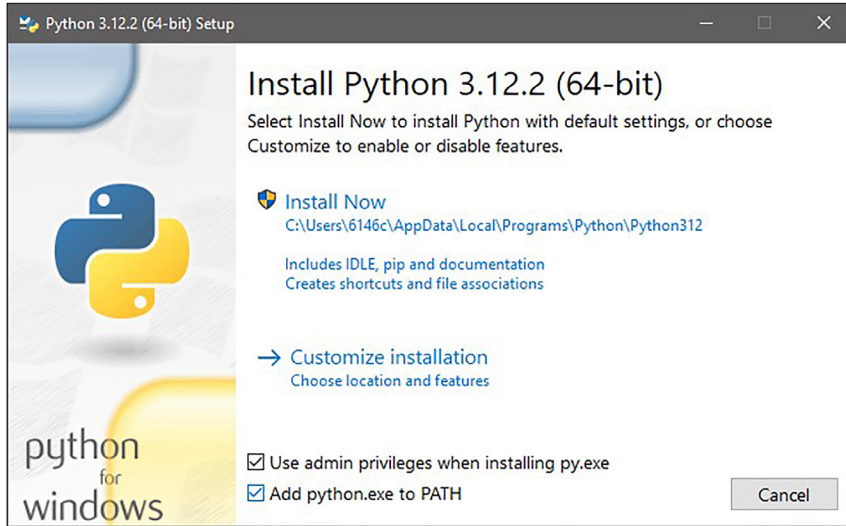 Python 3.12.2 (64-bit) Setup
Install Python 3.12.2 (64-bit)
Select Install Now to install Python with default settings, or choose
Customize to enable or disable features.
Install Now
C:\Users\6146c\AppData\Local\Programs\Python\Python312
Includes IDLE, pip and documentation
Creates shortcuts and file associations
Customize installation
Choose location and features
python
for
windows
Use admin privileges when installing py.exe
Add python.exe to PATH
Cancel